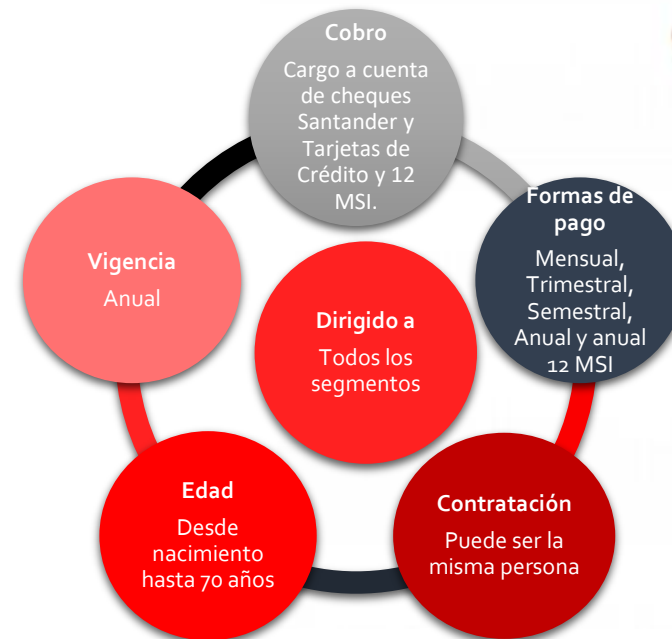 Cobro
Cargo a cuenta
de cheques
Santander y
Tarjetas de
Crédito y 12
MSI.
Formas de
pago
Mensual,
Trimestral,
Semestral,
Anual y anual
12 MSI
Vigencia
Anual
Dirigido a
Todos los
segmentos
Edad
Desde
nacimiento
hasta 70 años
Contratación
Puede ser la
misma persona